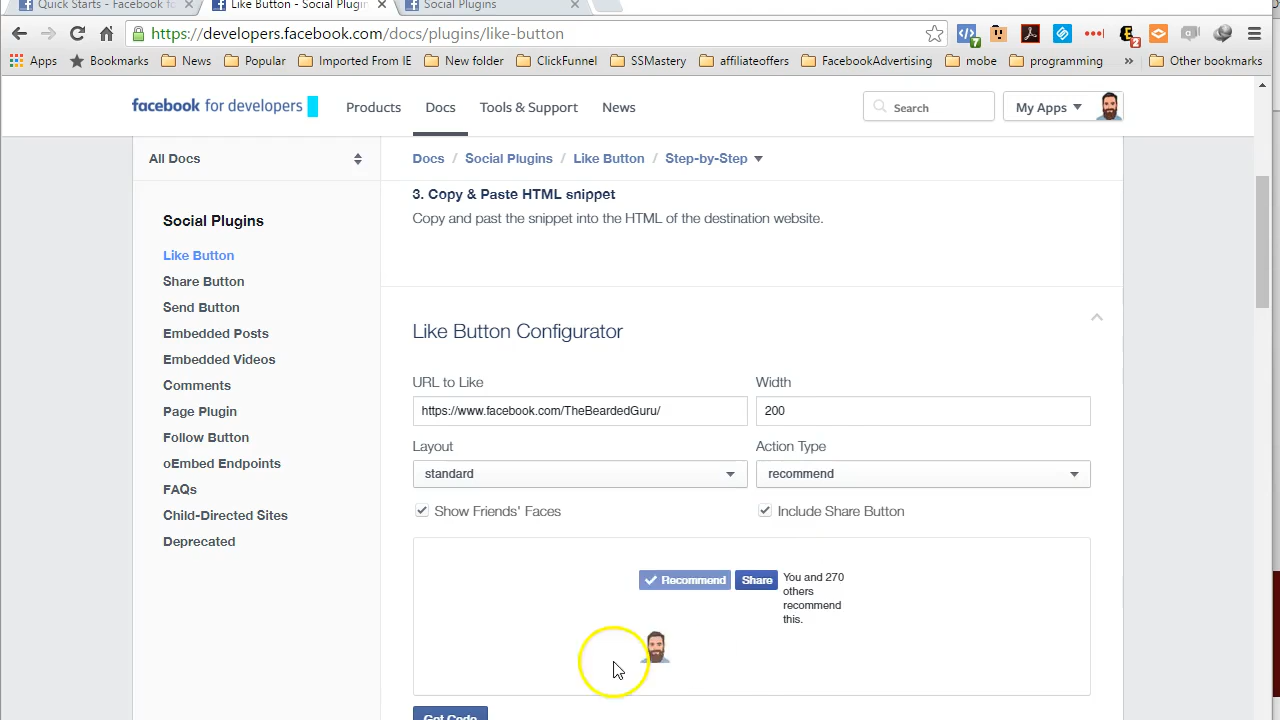 Quick Starts - Facebook fo
Like Button - Social Plugin
Social Plugins
https://developers.facebook.com/docs/plugins/like-button
7
2
Apps
Bookmarks
News
Popular
Imported From IE
New folder
ClickFunnel
SSMastery
affiliateoffers
FacebookAdvertising
mobe
programming
»
Other bookmarks
facebook for developers
Products
Docs
Tools & Support
News
Search
My Apps
All Docs
Docs / Social Plugins / Like Button / Step-by-Step
Social Plugins
Like Button
Share Button
Send Button
Embedded Posts
Embedded Videos
Comments
Page Plugin
Follow Button
oEmbed Endpoints
FAQs
Child-Directed Sites
Deprecated
3. Copy & Paste HTML snippet
Copy and past the snippet into the HTML of the destination website.
Like Button Configurator
URL to Like
Width
https://www.facebook.com/TheBeardedGuru/
200
Layout
Action Type
standard
recommend
Show Friends' Faces
Include Share Button
Recommend
Share
You and 270
others
recommend
this.
Get Code